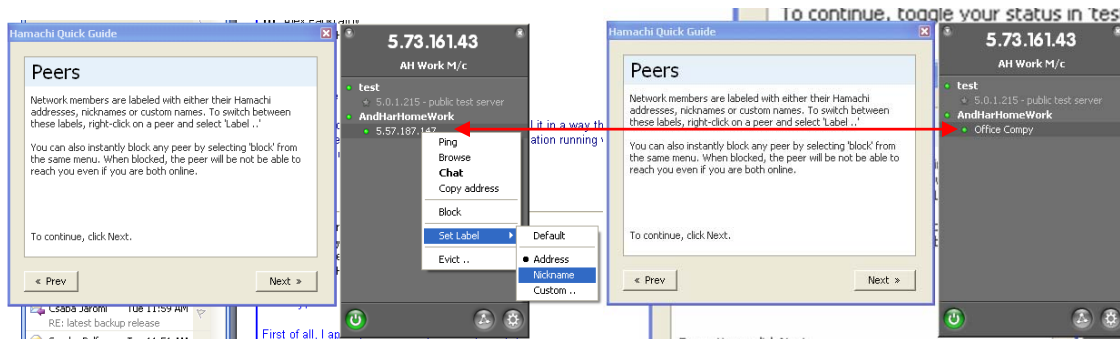 To continue, toggle your status in 'tes
Hamachi Quick Guide
Peers
Network members are labeled with either their Hamachi
addresses, nicknames or custom names. To switch between
these labels, right-click on a peer and select 'Label ..'
You can also instantly block any peer by selecting 'block' from
the same menu. When blocked, the peer will be not be able to
reach you even if you are both online.
To continue, click Next.
« Prev
Next »
5.73.161.43
AH Work M/c
test
5.0.1.215 - public test server
AndHarHomeWork
5.57.187.147
Ping
Browse
Chat
Copy address
Block
Set Label
Evict ..
Default
Address
Nickname
Custom ..
l it in a way th
ation running
Csaba Jaromi Tue 11:59 AM
RE: latest backup release
First of all, I ap
Hamachi Quick Guide
Peers
Network members are labeled with either their Hamachi
addresses, nicknames or custom names. To switch between
these labels, right-click on a peer and select 'Label ..'
You can also instantly block any peer by selecting 'block' from
the same menu. When blocked, the peer will be not be able to
reach you even if you are both online.
To continue, click Next.
« Prev
Next »
5.73.161.43
AH Work M/c
test
5.0.1.215 - public test server
AndHarHomeWork
Office Compy